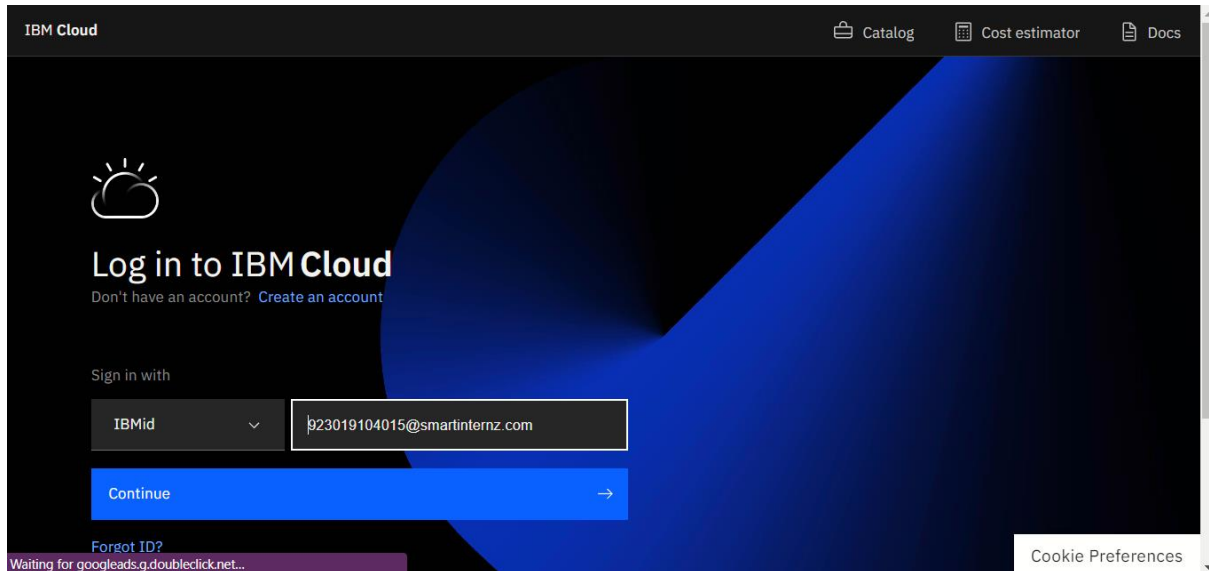 IBM Cloud Catalog Cost estimator Docs
Log in to IBM Cloud
Don't have an account? Create an account
Sign in with
IBMid 923019104015@smartinternz.com
Continue
Forgot ID?
Waiting for googleads.g.doubleclick.net...
Cookie Preferences